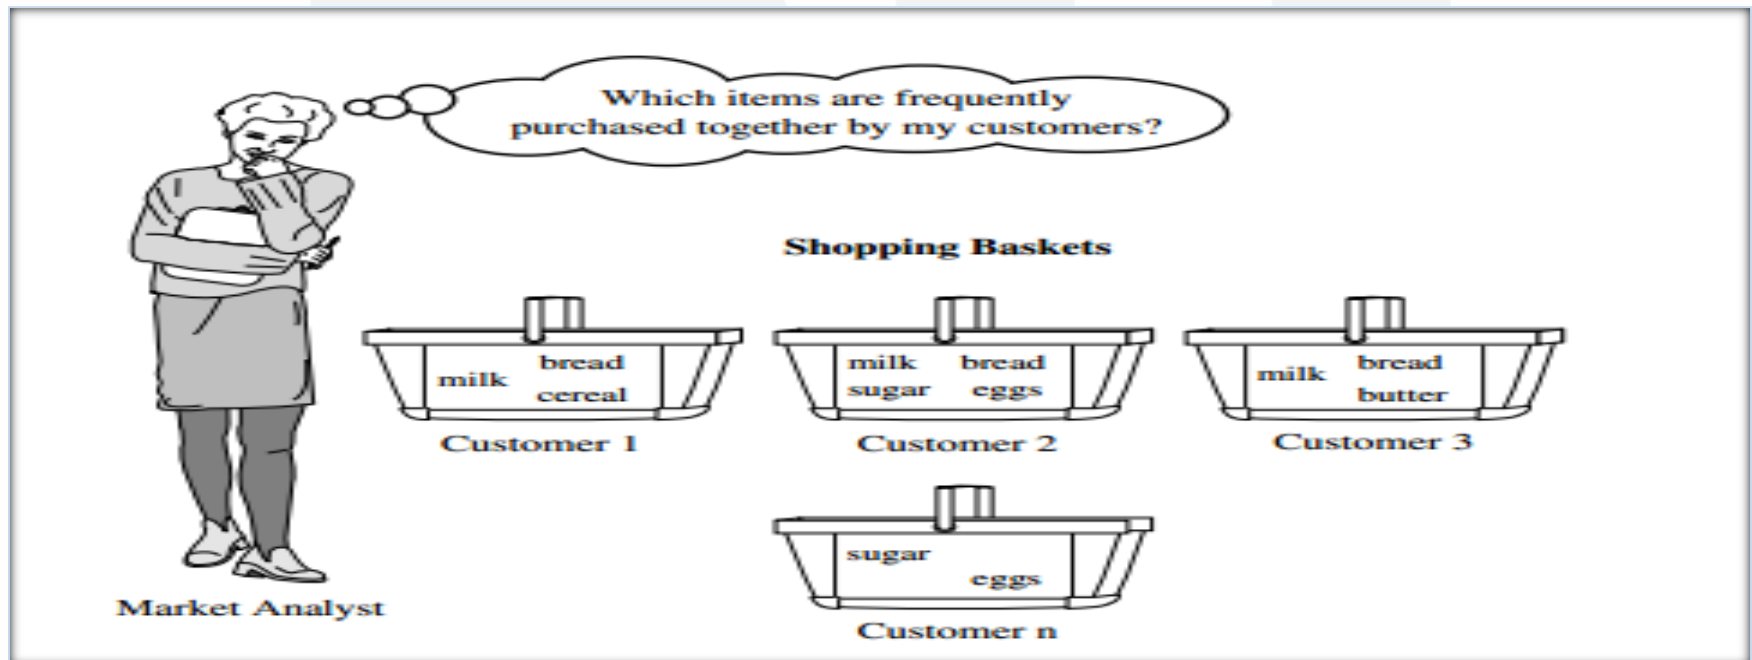 Which items are frequently
purchased together by my customers?
Shopping Baskets
milk bread
cereal
Customer 1
milk bread
sugar eggs
Customer 2
milk bread
butter
Customer 3
sugar
eggs
Customer n
Market Analyst